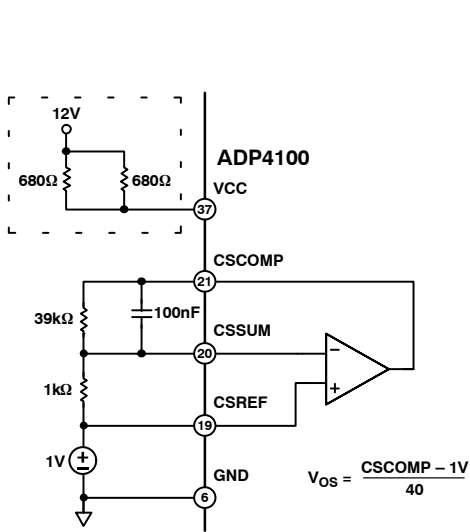 12V
680Ω 680Ω
ADP4100
VCC
37
CSCOMP
21
39kΩ
100nF
CSSUM
20
1kΩ
CSREF
19
1V
GND
6
VOS = CSCOMP – 1V
40